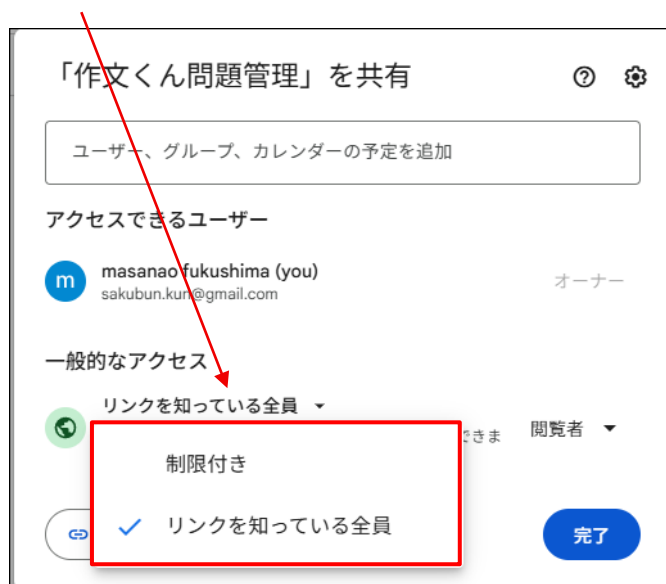 「作文くん問題管理」を共有
ユーザー、グループ、カレンダーの予定を追加
アクセスできるユーザー
m
masanao fukushima (you)
sakubun.kun@gmail.com
オーナー
一般的なアクセス
リンクを知っている全員
できま
閲覧者
制限付き
リンクを知っている全員
完了